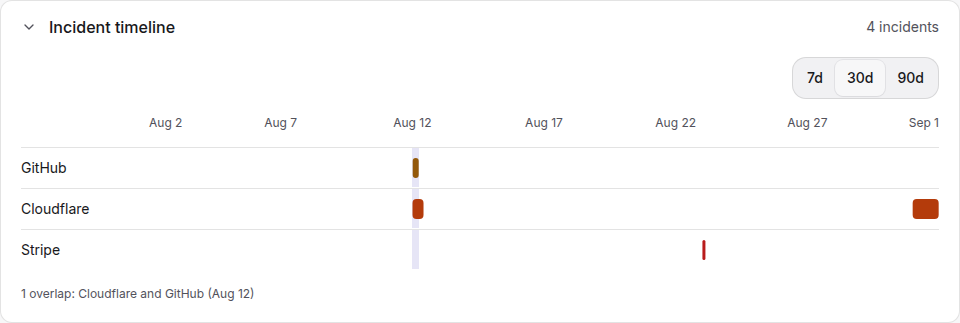 Incident timeline
4 incidents
7d 30d 90d
Aug 2 Aug 7 Aug 12 Aug 17 Aug 22 Aug 27 Sep 1
GitHub
Cloudflare
Stripe
1 overlap: Cloudflare and GitHub (Aug 12)